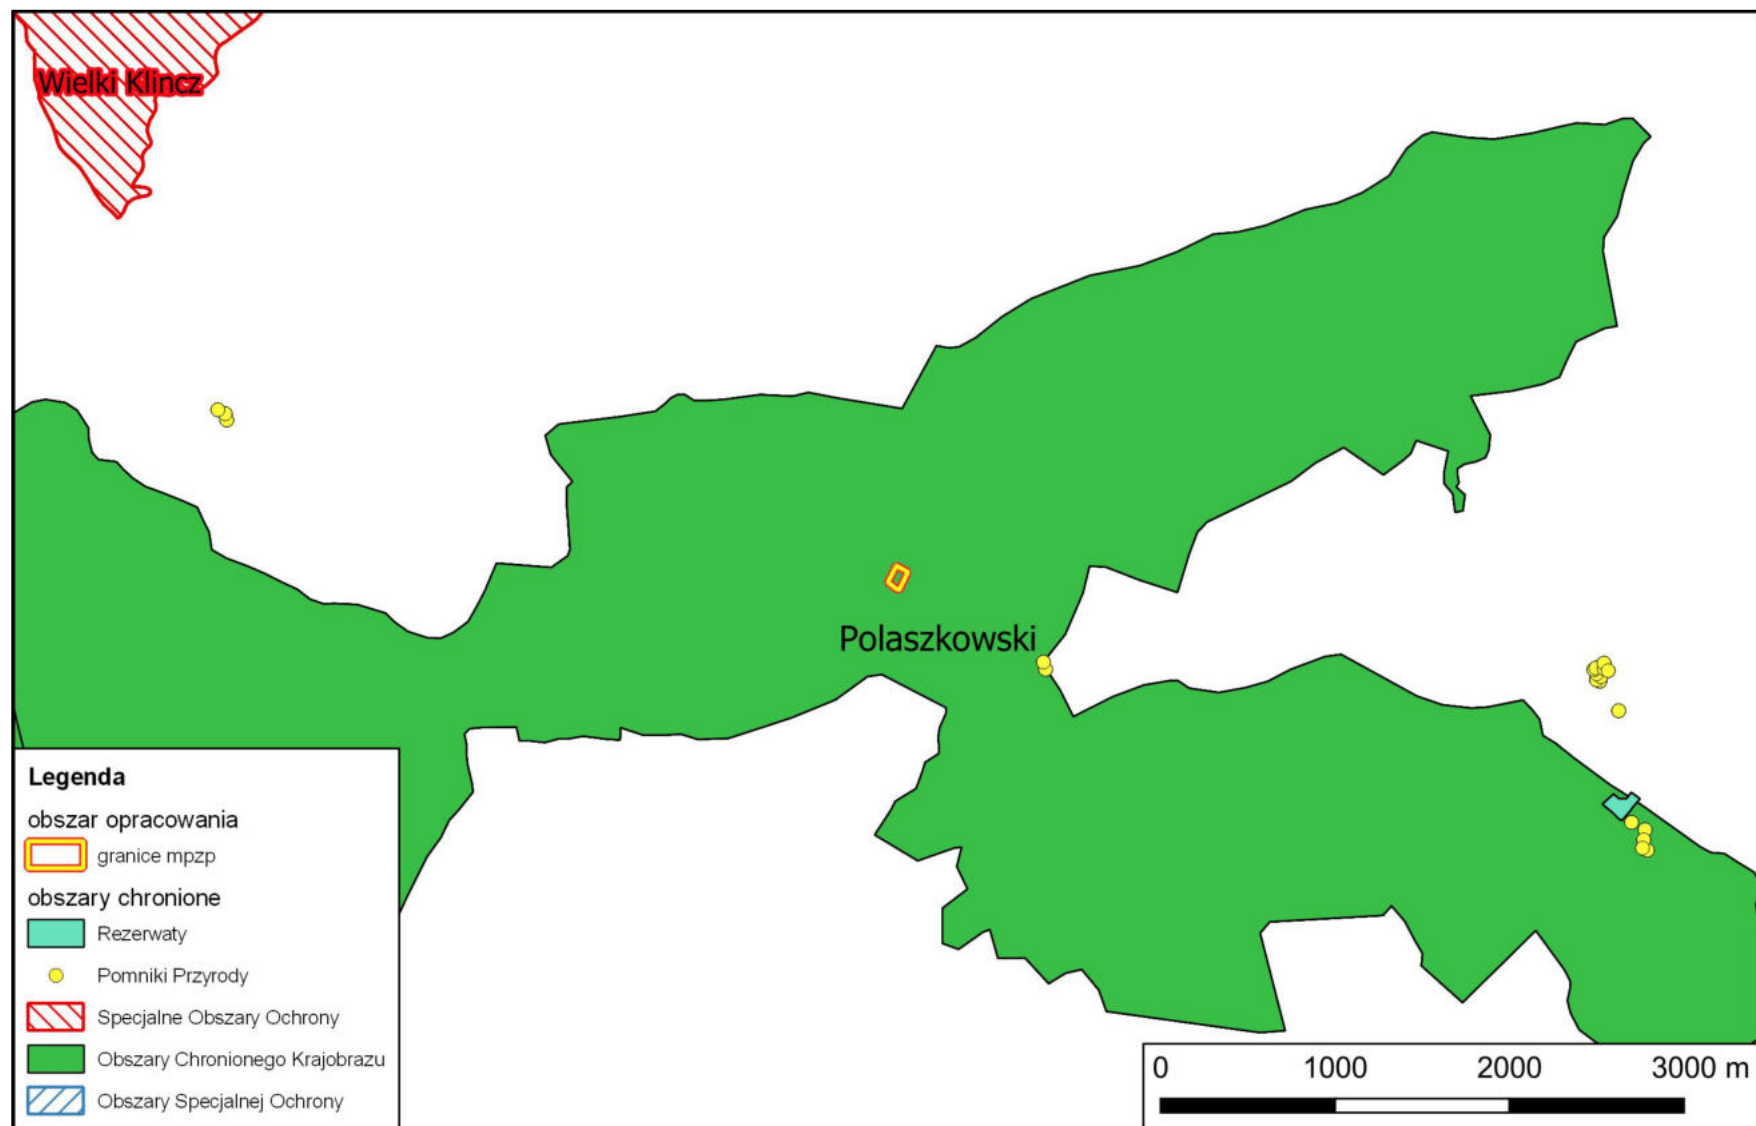 Wielki Klincz
Polaszkowski
Legenda
obszar opracowania
granice mpzp
obszary chronione
Rezerwaty
Pomniki Przyrody
Specjalne Obszary Ochrony
Obszary Chronionego Krajobrazu
Obszary Specjalnej Ochrony
0 1000 2000 3000 m